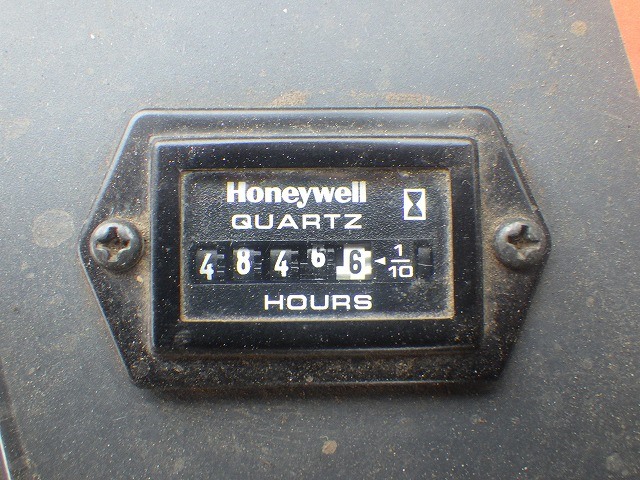 Honeywell
QUARTZ
4 8 4 6 6 ◄ 1/10
HOURS